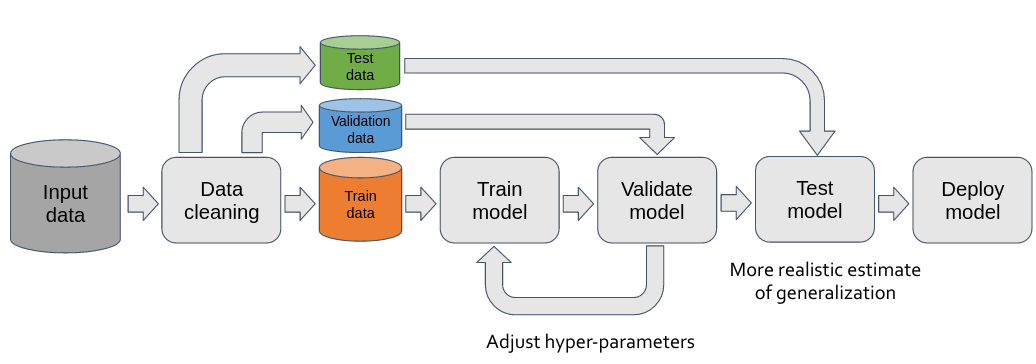 Test
data
Validation
data
Input
data
Data
cleaning
Train
data
Train
model
Validate
model
Test
model
Deploy
model
More realistic estimate
of generalization
Adjust hyper-parameters